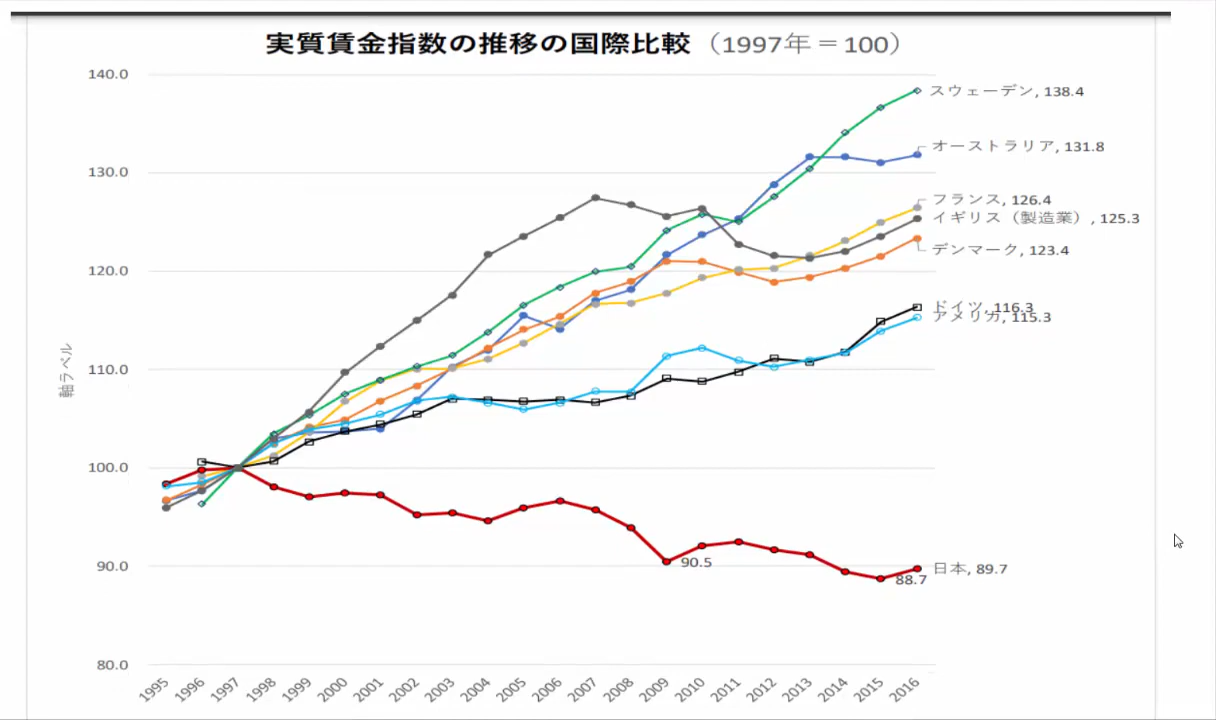 実質賃金指数の推移の国際比較（1997年＝100）
140.0
130.0
120.0
110.0
100.0
90.0
80.0
軸ラベル
スウェーデン, 138.4
オーストラリア, 131.8
フランス, 126.4
イギリス（製造業）, 125.3
デンマーク, 123.4
ドイツ, 116.3
アメリカ, 115.3
90.5
日本, 89.7
88.7
1995 1996 1997 1998 1999 2000 2001 2002 2003 2004 2005 2006 2007 2008 2009 2010 2011 2012 2013 2014 2015 2016